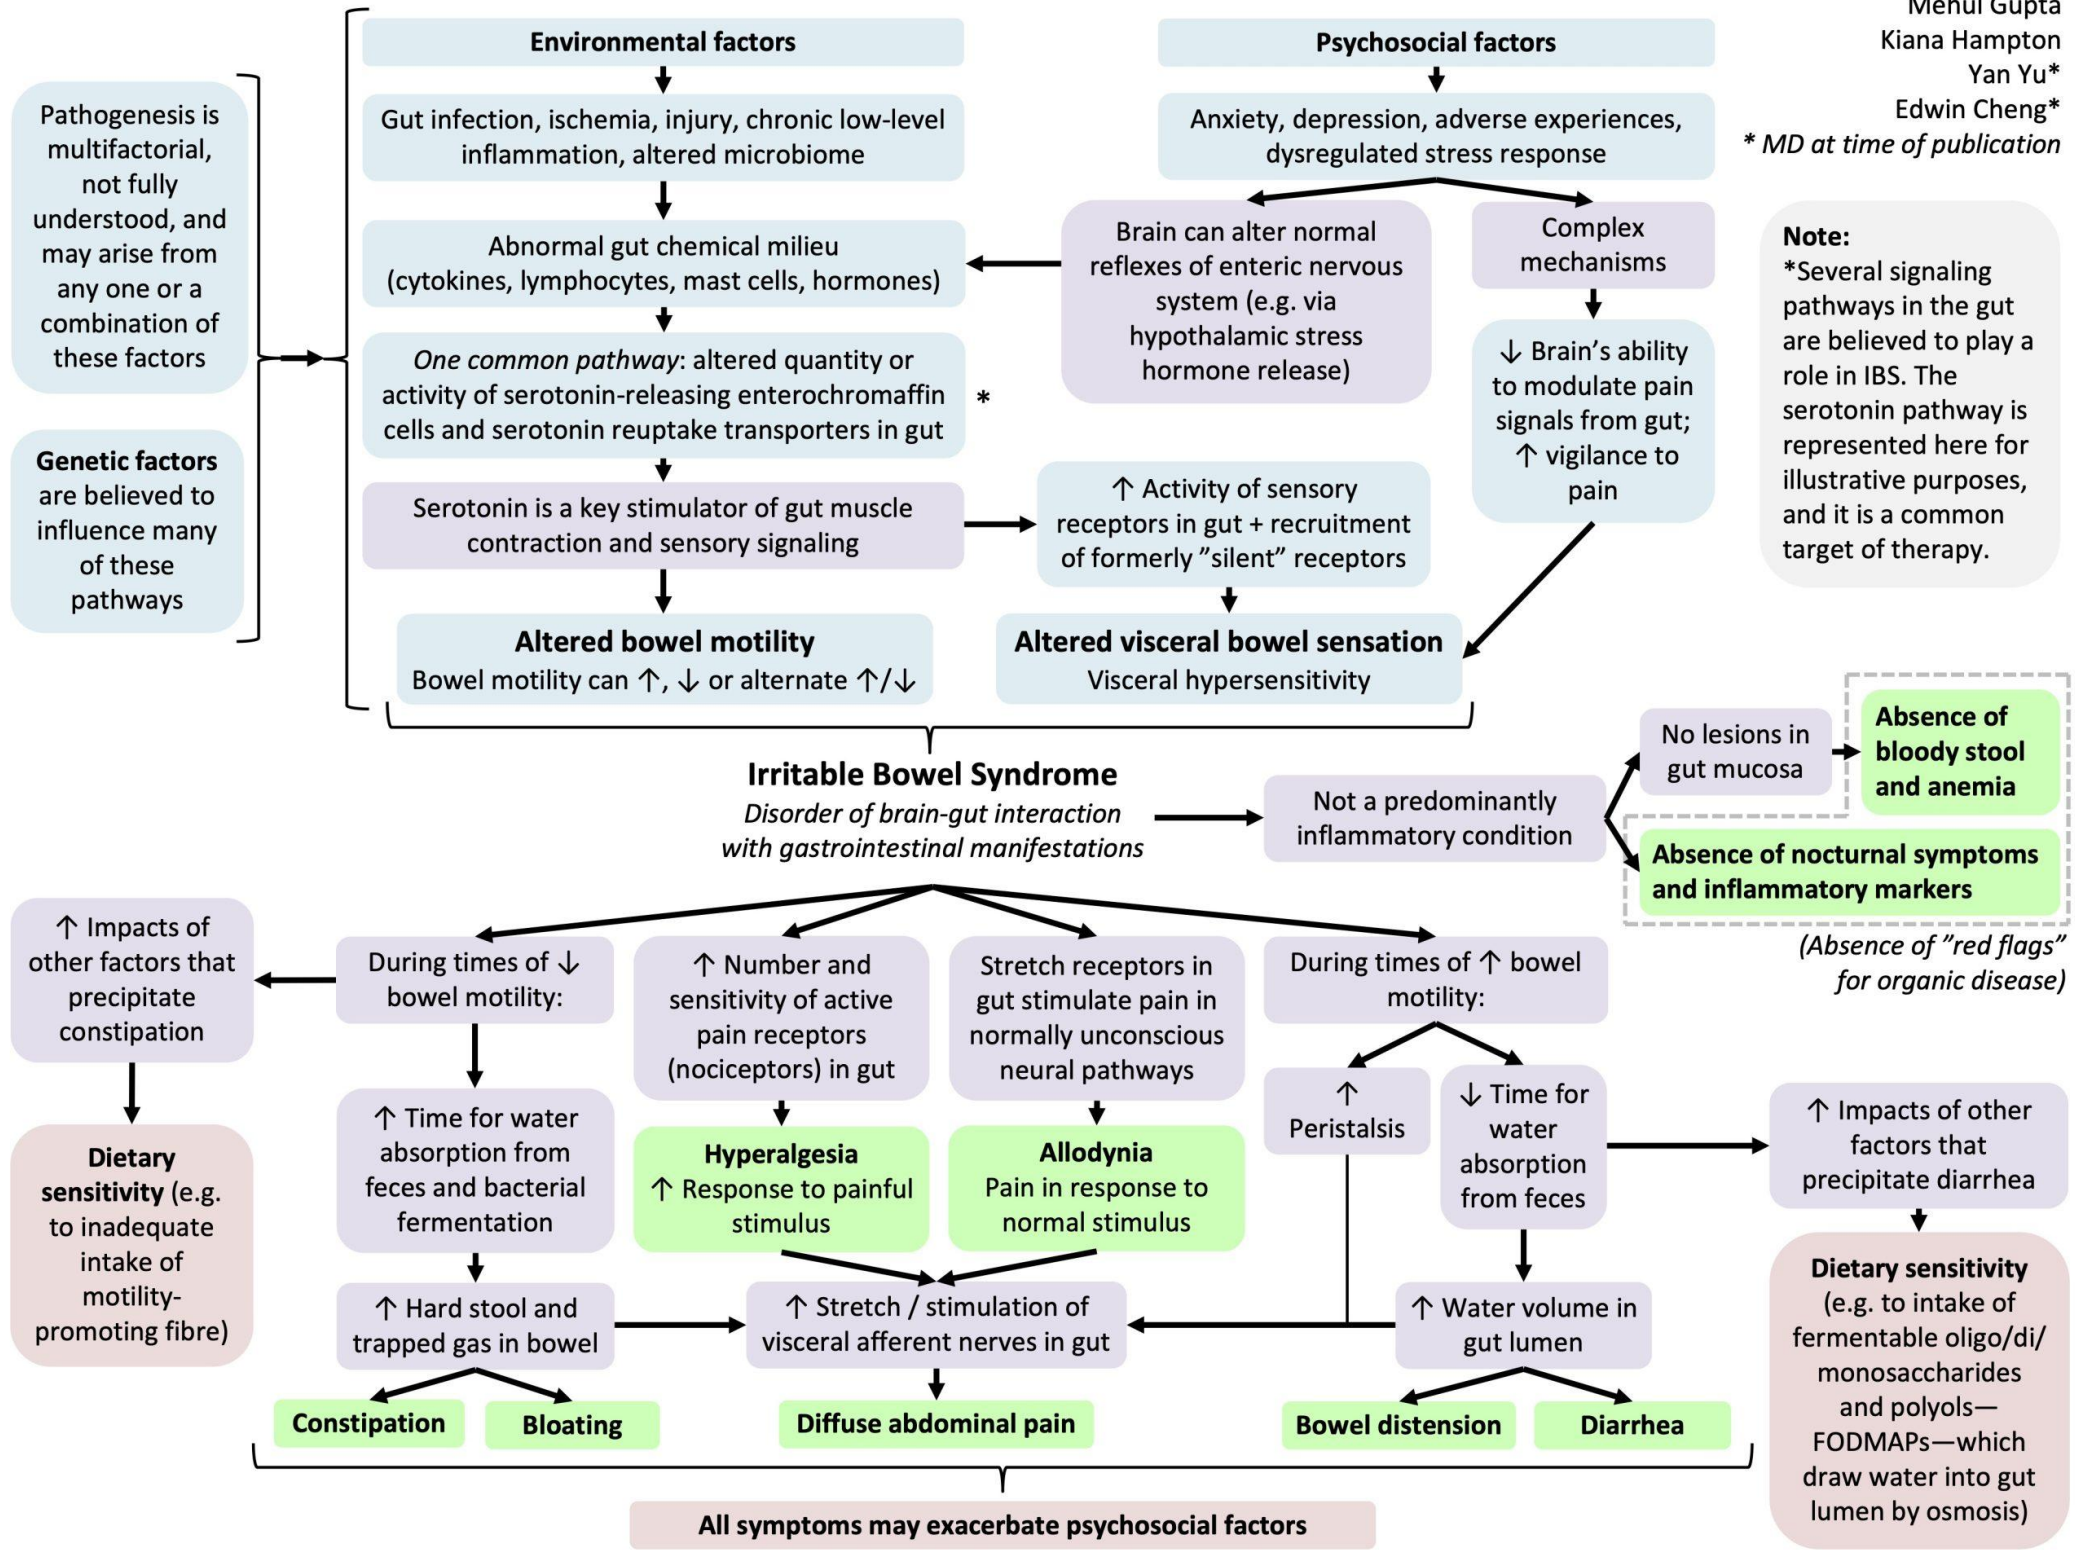 Mehul Gupta
Kiana Hampton
Yan Yu*
Edwin Cheng*
* MD at time of publication
Environmental factors
Psychosocial factors
Pathogenesis is
multifactorial,
not fully
understood, and
may arise from
any one or a
combination of
these factors
Genetic factors
are believed to
influence many
of these
pathways
Gut infection, ischemia, injury, chronic low-level
inflammation, altered microbiome
Anxiety, depression, adverse experiences,
dysregulated stress response
Abnormal gut chemical milieu
(cytokines, lymphocytes, mast cells, hormones)
Brain can alter normal
reflexes of enteric nervous
system (e.g. via
hypothalamic stress
hormone release)
Complex
mechanisms
Note:
*Several signaling
pathways in the gut
are believed to play a
role in IBS. The
serotonin pathway is
represented here for
illustrative purposes,
and it is a common
target of therapy.
One common pathway: altered quantity or
activity of serotonin-releasing enterochromaffin
cells and serotonin reuptake transporters in gut
*
↓ Brain’s ability
to modulate pain
signals from gut;
↑ vigilance to
pain
Serotonin is a key stimulator of gut muscle
contraction and sensory signaling
↑ Activity of sensory
receptors in gut + recruitment
of formerly ”silent” receptors
Altered bowel motility
Bowel motility can ↑, ↓ or alternate ↑/↓
Altered visceral bowel sensation
Visceral hypersensitivity
Irritable Bowel Syndrome
Disorder of brain-gut interaction
with gastrointestinal manifestations
Not a predominantly
inflammatory condition
No lesions in
gut mucosa
Absence of
bloody stool
and anemia
Absence of nocturnal symptoms
and inflammatory markers
(Absence of ”red flags”
for organic disease)
↑ Impacts of
other factors that
precipitate
constipation
During times of ↓
bowel motility:
↑ Number and
sensitivity of active
pain receptors
(nociceptors) in gut
Stretch receptors in
gut stimulate pain in
normally unconscious
neural pathways
During times of ↑ bowel
motility:
Dietary
sensitivity (e.g.
to inadequate
intake of
motility-
promoting fibre)
↑ Time for water
absorption from
feces and bacterial
fermentation
Hyperalgesia
↑ Response to painful
stimulus
Allodynia
Pain in response to
normal stimulus
↑
Peristalsis
↓ Time for
water
absorption
from feces
↑ Impacts of other
factors that
precipitate diarrhea
↑ Hard stool and
trapped gas in bowel
↑ Stretch / stimulation of
visceral afferent nerves in gut
↑ Water volume in
gut lumen
Dietary sensitivity
(e.g. to intake of
fermentable oligo/di/
monosaccharides
and polyols—
FODMAPs—which
draw water into gut
lumen by osmosis)
Constipation
Bloating
Diffuse abdominal pain
Bowel distension
Diarrhea
All symptoms may exacerbate psychosocial factors